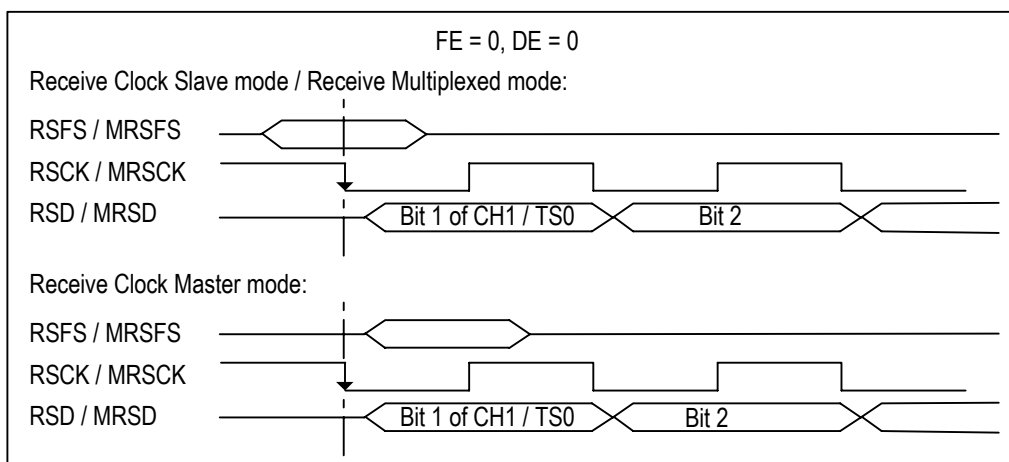 FE = 0, DE = 0
Receive Clock Slave mode / Receive Multiplexed mode:
RSFS / MRSFS
RSCK / MRSCK
RSD / MRSD
Bit 1 of CH1 / TS0
Bit 2
Receive Clock Master mode:
RSFS / MRSFS
RSCK / MRSCK
RSD / MRSD
Bit 1 of CH1 / TS0
Bit 2